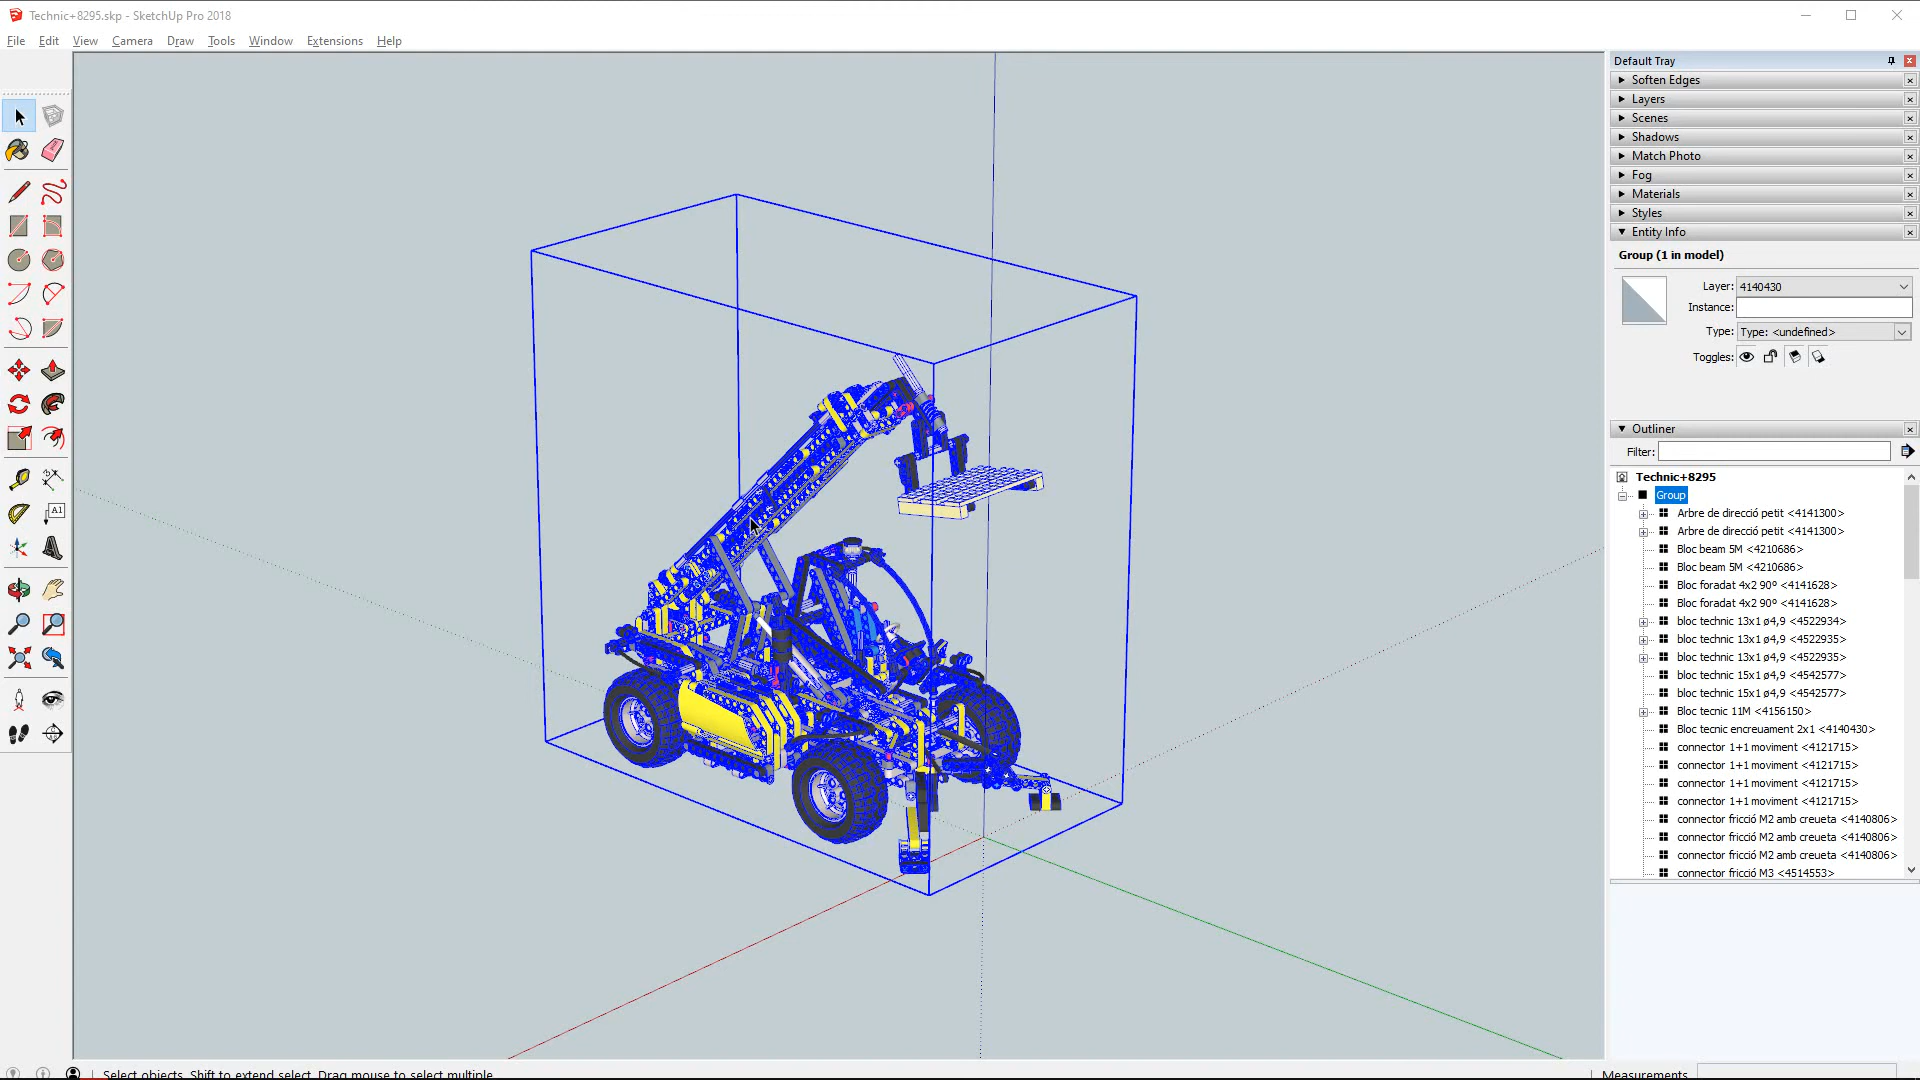 Technic+8295.skp - SketchUp Pro 2018
File Edit View Camera Draw Tools Window Extensions Help
Default Tray
Soften Edges
Layers
Scenes
Shadows
Match Photo
Fog
Materials
Styles
Entity Info
Group (1 in model)
Layer: 4140430
Instance:
Type: Type: <undefined>
Toggles:
Outliner
Filter:
Technic+8295
Group
Arbre de direcció petit <4141300>
Arbre de direcció petit <4141300>
Bloc beam 5M <4210686>
Bloc beam 5M <4210686>
Bloc foradat 4x2 90º <4141628>
Bloc foradat 4x2 90º <4141628>
bloc technic 13x1 ø4,9 <4522934>
bloc technic 13x1 ø4,9 <4522935>
bloc technic 13x1 ø4,9 <4522935>
bloc technic 15x1 ø4,9 <4542577>
bloc technic 15x1 ø4,9 <4542577>
Bloc tecnic 11M <4156150>
Bloc tecnic encreuament 2x1 <4140430>
connector 1+1 moviment <4121715>
connector 1+1 moviment <4121715>
connector 1+1 moviment <4121715>
connector 1+1 moviment <4121715>
connector fricció M2 amb creueta <4140806>
connector fricció M2 amb creueta <4140806>
connector fricció M2 amb creueta <4140806>
connector fricció M3 <4514553>
A1
Select objects. Shift to extend select. Drag mouse to select multiple.
Measurements